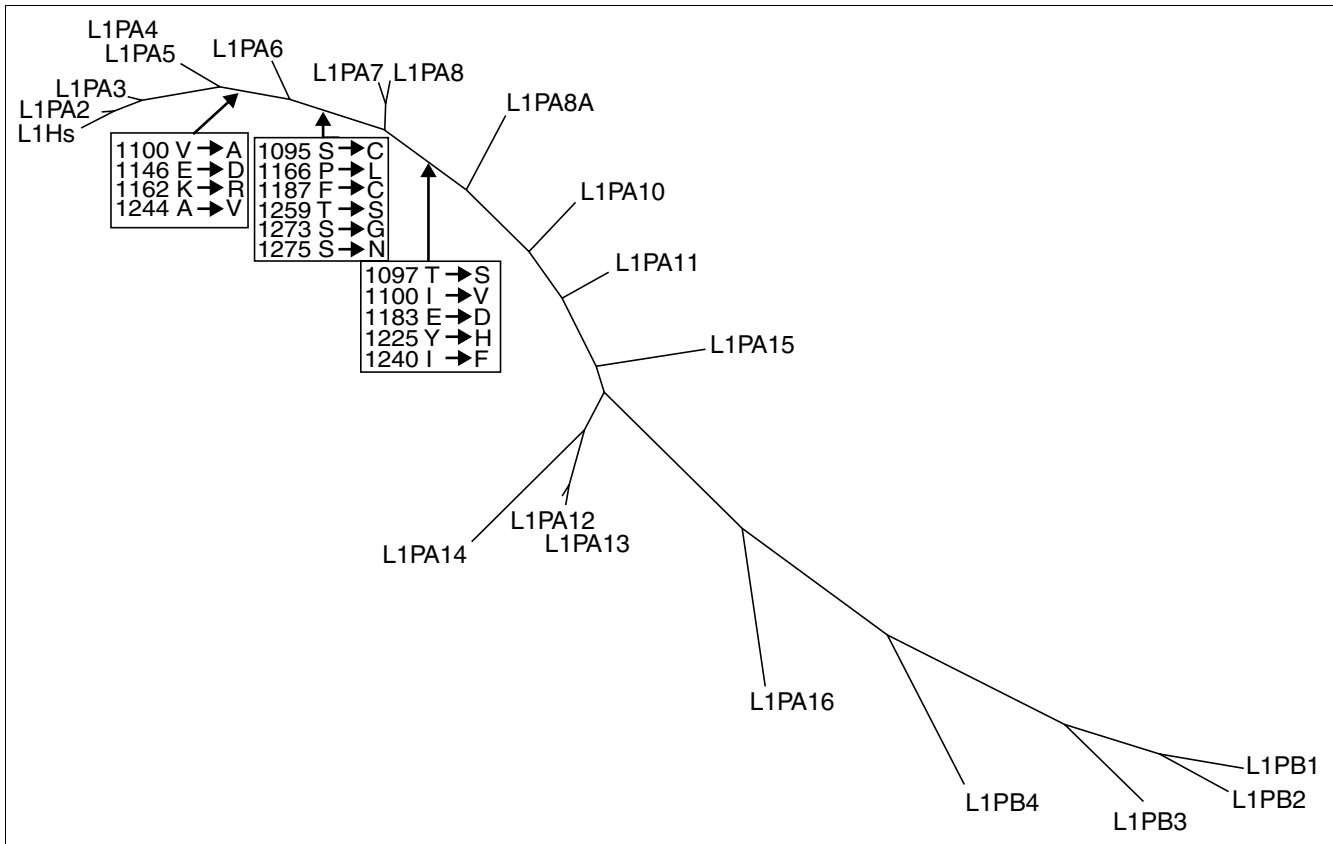 L1PA4
L1PA5
L1PA6
L1PA7
L1PA8
L1PA3
L1PA2
L1Hs
L1PA8A
1100 V → A
1146 E → D
1162 K → R
1244 A → V
1095 S → C
1166 P → L
1187 F → C
1259 T → S
1273 S → G
1275 S → N
1097 T → S
1100 I → V
1183 E → D
1225 Y → H
1240 I → F
L1PA10
L1PA11
L1PA15
L1PA12
L1PA13
L1PA14
L1PA16
L1PB1
L1PB2
L1PB4
L1PB3